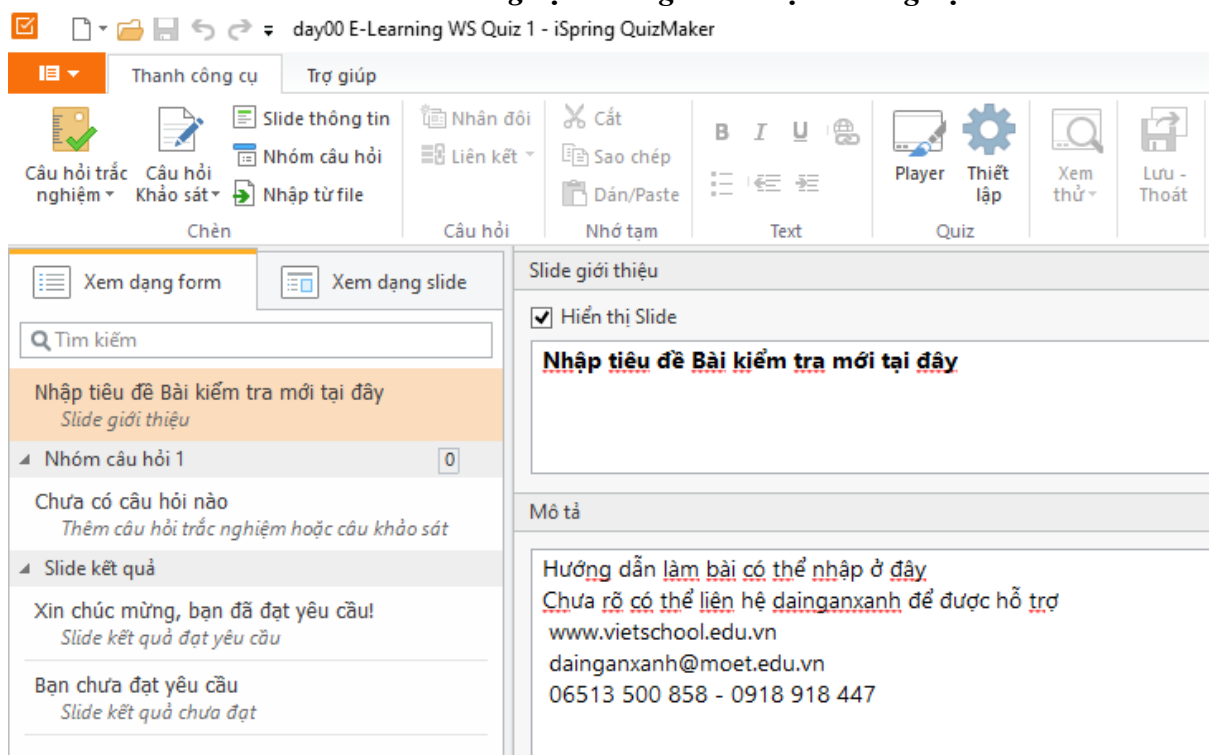 day00 E-Learning WS Quiz 1 - iSpring QuizMaker
Thanh công cụ
Trợ giúp
Câu hỏi trắc nghiệm
Câu hỏi Khảo sát
Slide thông tin
Nhóm câu hỏi
Nhập từ file
Chèn
Nhân đôi
Liên kết
Câu hỏi
Cắt
Sao chép
Dán/Paste
Nhớ tạm
B I U
Text
Player
Thiết lập
Quiz
Xem thử
Lưu - Thoát
Xem dạng form
Xem dạng slide
Tìm kiếm
Nhập tiêu đề Bài kiểm tra mới tại đây
Slide giới thiệu
Nhóm câu hỏi 1
0
Chưa có câu hỏi nào
Thêm câu hỏi trắc nghiệm hoặc câu khảo sát
Slide kết quả
Xin chúc mừng, bạn đã đạt yêu cầu!
Slide kết quả đạt yêu cầu
Bạn chưa đạt yêu cầu
Slide kết quả chưa đạt
Slide giới thiệu
Hiển thị Slide
Nhập tiêu đề Bài kiểm tra mới tại đây
Mô tả
Hướng dẫn làm bài có thể nhập ở đây
Chưa rõ có thể liên hệ dainganxanh để được hỗ trợ
www.vietschool.edu.vn
dainganxanh@moet.edu.vn
06513 500 858 - 0918 918 447